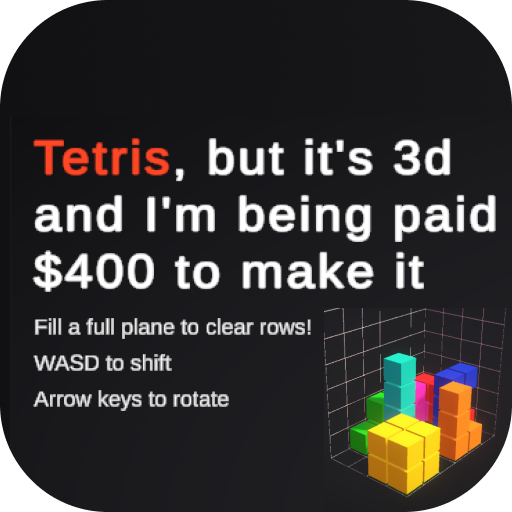 Tetris, but it's 3d
and I'm being paid
$400 to make it
Fill a full plane to clear rows!
WASD to shift
Arrow keys to rotate